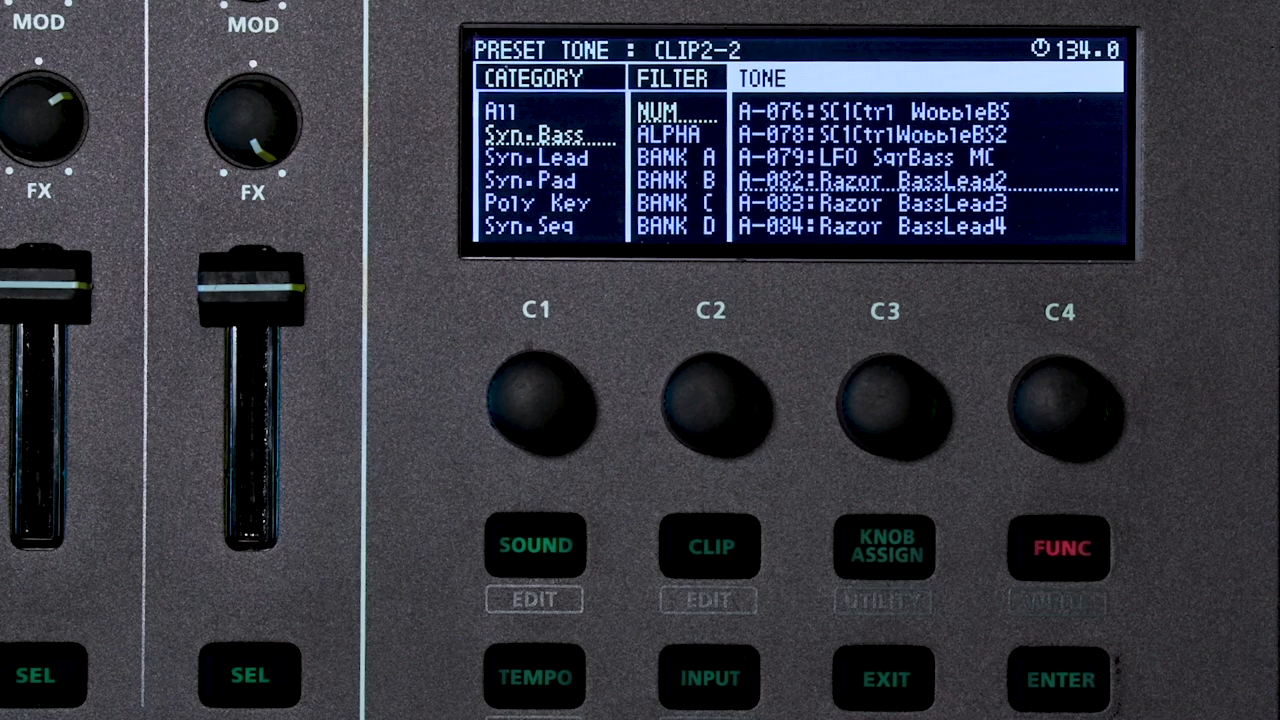 MOD
MOD
FX
FX
PRESET TONE : CLIP2-2 134.0
CATEGORY FILTER TONE
All NUM A-076:SC1Ctrl WobbleBS
Syn.Bass ALPHA A-078:SC1CtrlWobbleBS2
Syn.Lead BANK A A-079:LFO SqrBass MC
Syn.Pad BANK B A-082:Razor BassLead2
Poly Key BANK C A-083:Razor BassLead3
Syn.Seq BANK D A-084:Razor BassLead4
C1 C2 C3 C4
SOUND CLIP KNOB ASSIGN FUNC
EDIT EDIT UTILITY WRITE
SEL SEL TEMPO INPUT EXIT ENTER